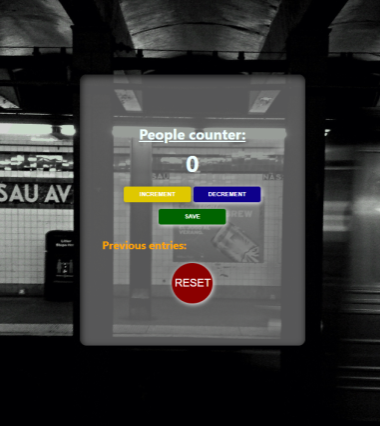 People counter:
0
INCREMENT DECREMENT
SAVE
SAU AV
Previous entries:
RESET